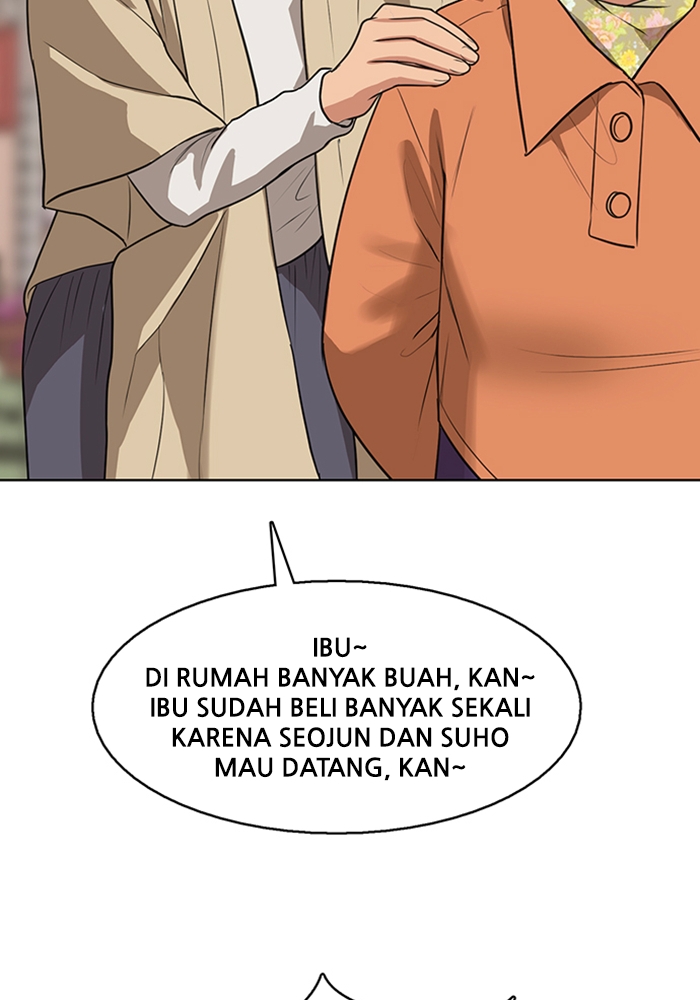 IBU~
DI RUMAH BANYAK BUAH, KAN~
IBU SUDAH BELI BANYAK SEKALI
KARENA SEOJUN DAN SUHO
MAU DATANG, KAN~